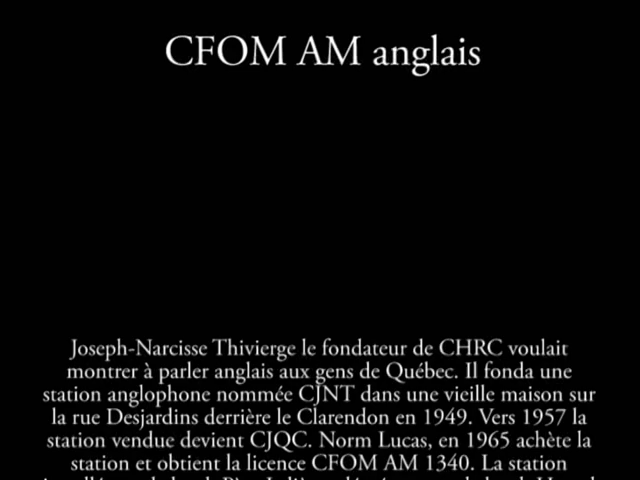 CFOM AM anglais
Joseph-Narcisse Thivierge le fondateur de CHRC voulait
montrer à parler anglais aux gens de Québec. Il fonda une
station anglophone nommée CJNT dans une vieille maison sur
la rue Desjardins derrière le Clarendon en 1949. Vers 1957 la
station vendue devient CJQC. Norm Lucas, en 1965 achète la
station et obtient la licence CFOM AM 1340. La station